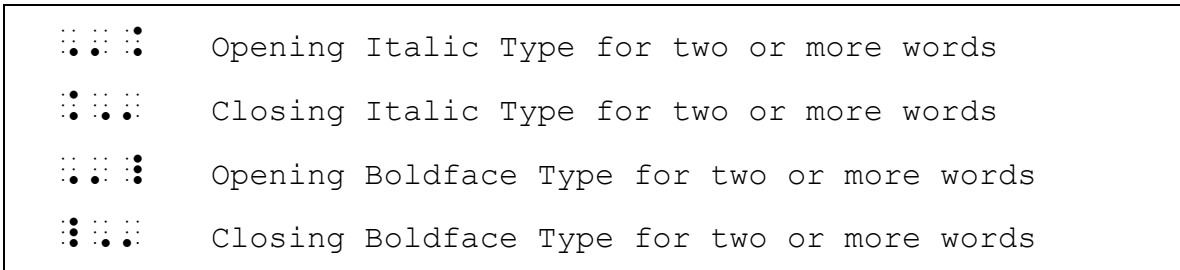 ⠠⠄⠨ Opening Italic Type for two or more words
⠨⠠⠄ Closing Italic Type for two or more words
⠠⠄⠸ Opening Boldface Type for two or more words
⠸⠠⠄ Closing Boldface Type for two or more words